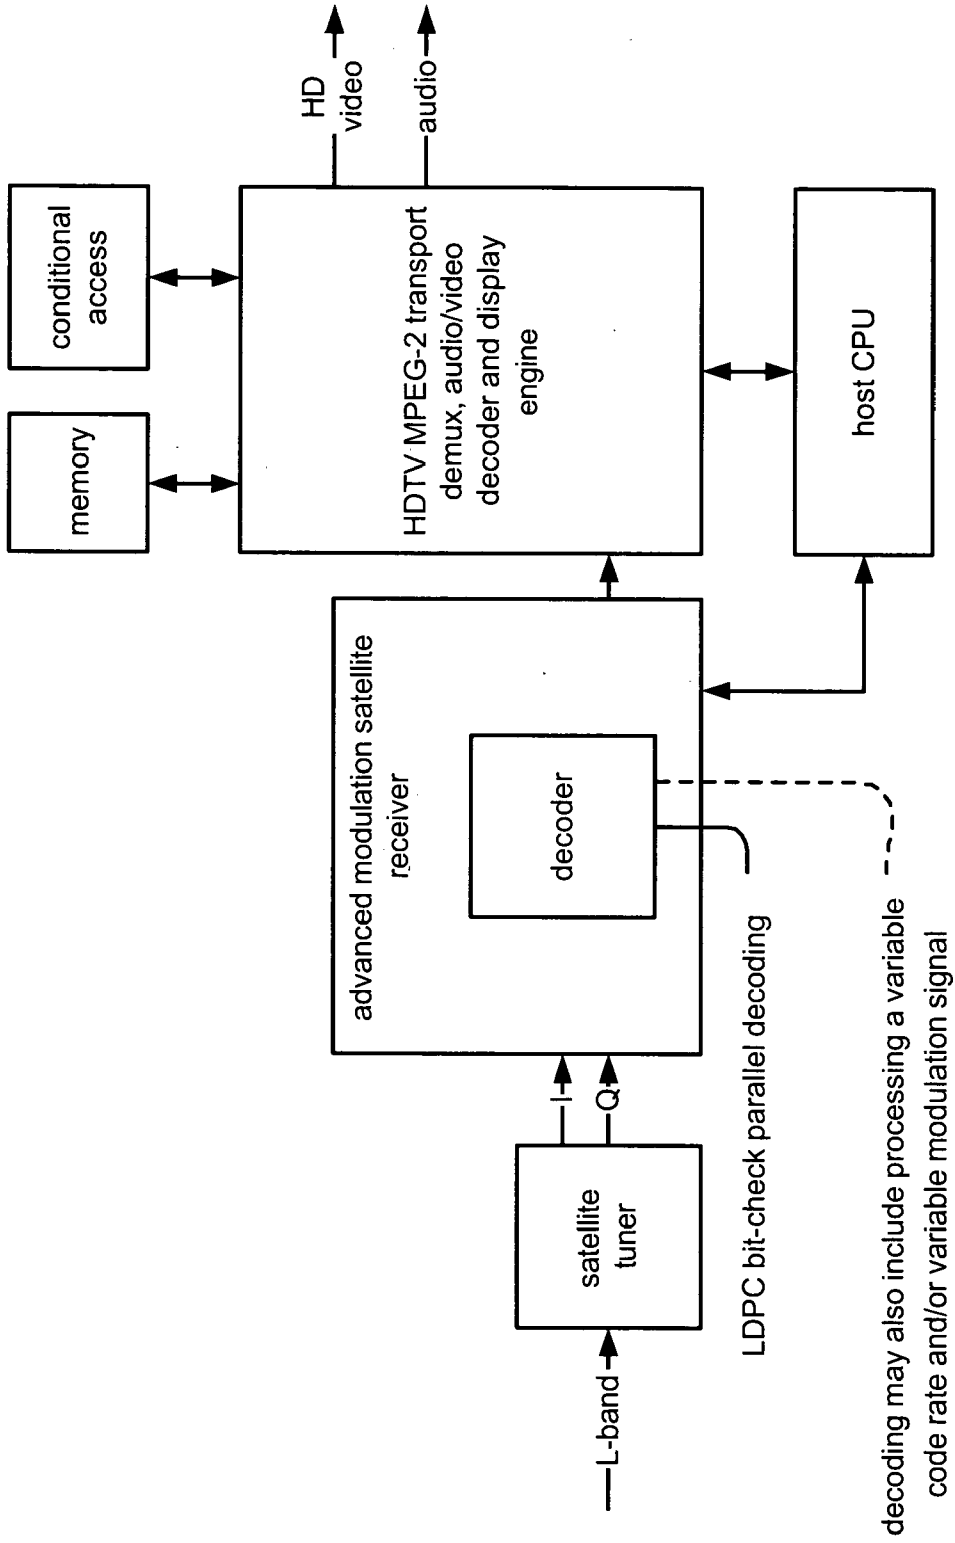 conditional
access
memory
HD
video
audio
HDTV MPEG-2 transport
demux, audio/video
decoder and display
engine
host CPU
advanced modulation satellite
receiver
decoder
I
Q
satellite
tuner
L-band
LDPC bit-check parallel decoding
decoding may also include processing a variable
code rate and/or variable modulation signal